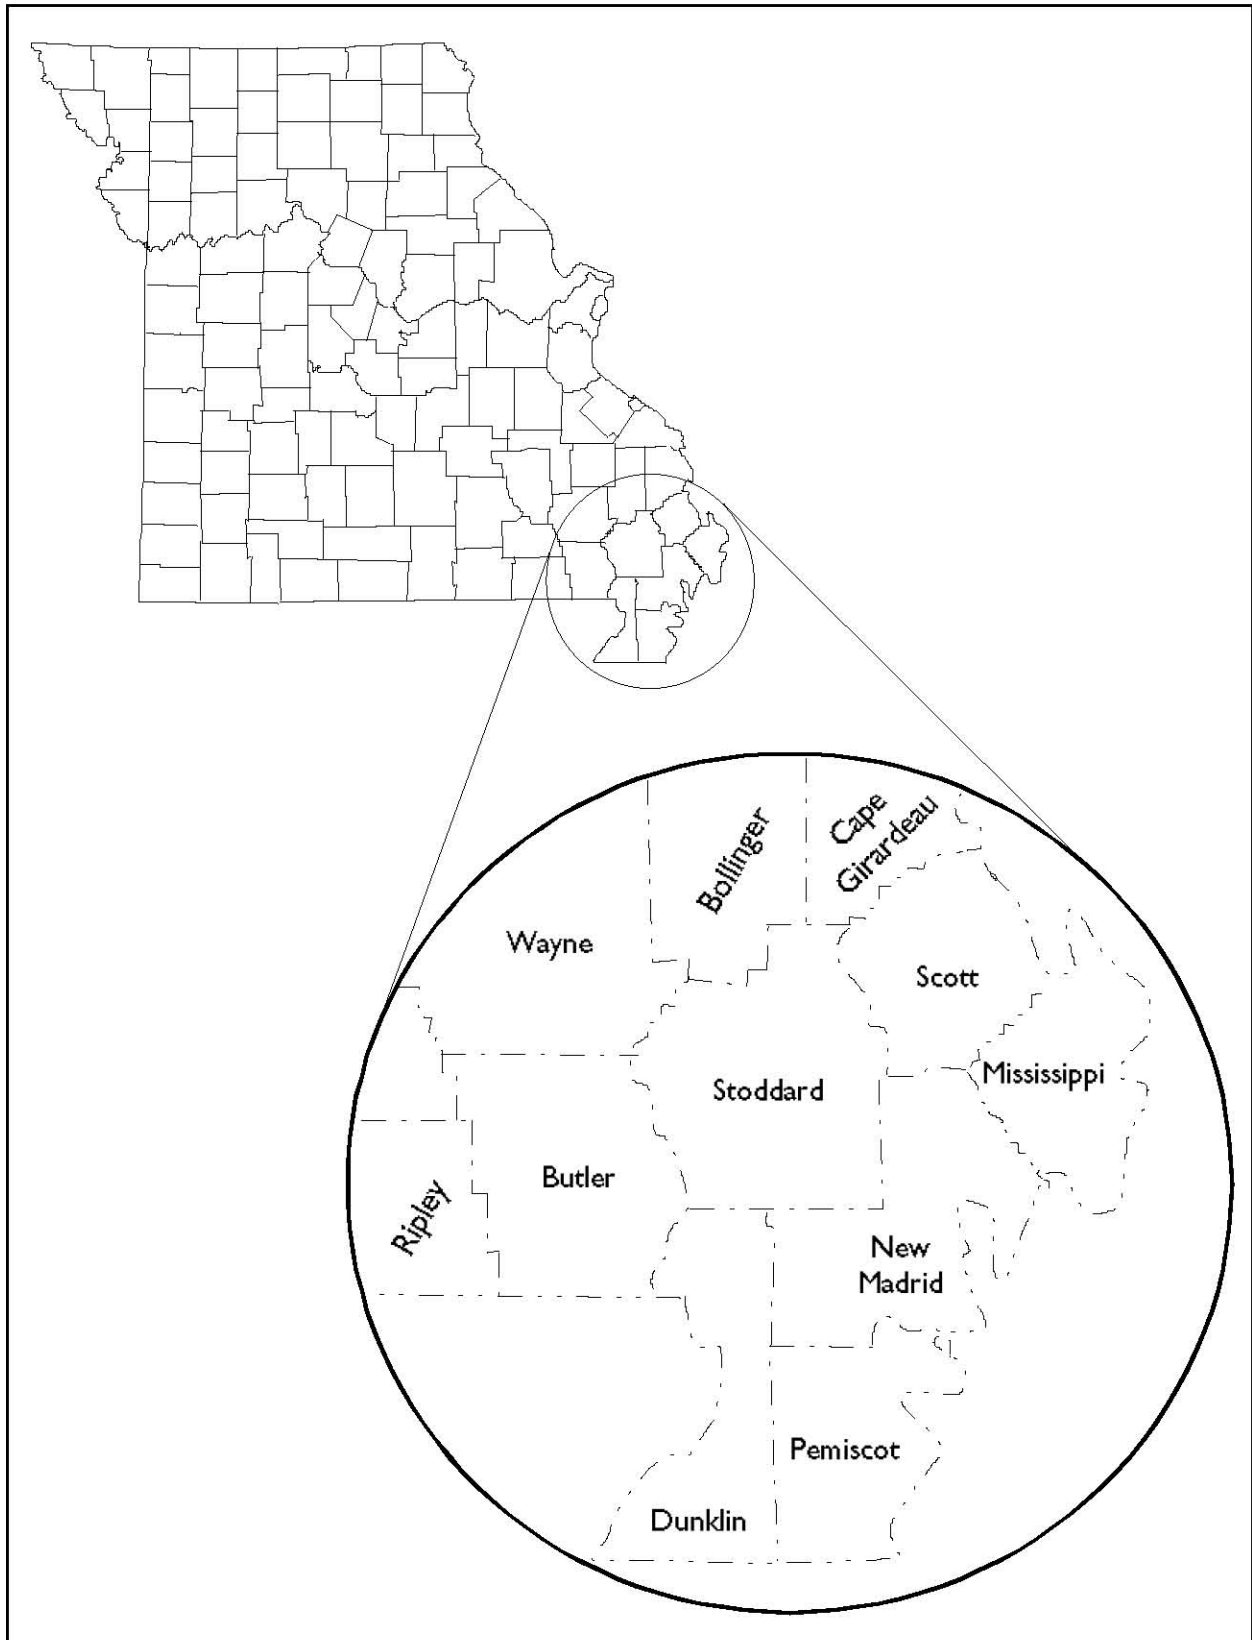 Cape
Girardeau
Bollinger
Wayne
Scott
Mississippi
Stoddard
Butler
Ripley
New
Madrid
Pemiscot
Dunklin